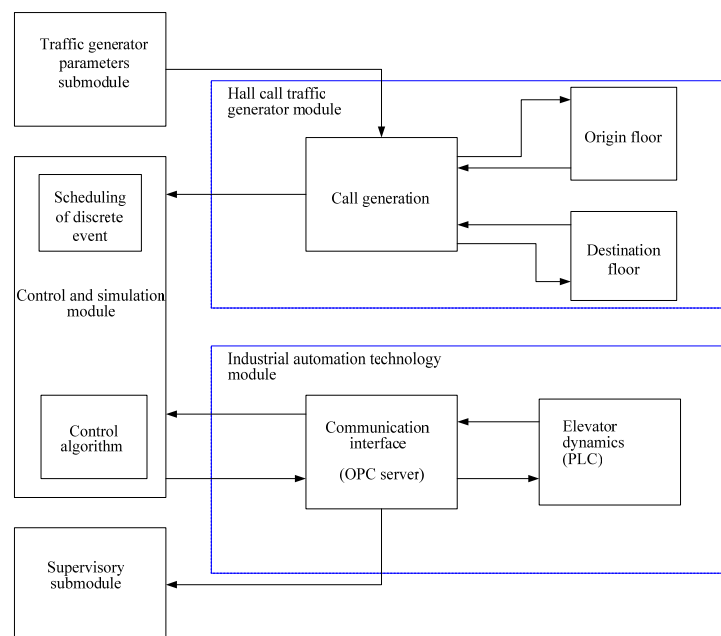 Traffic generator
parameters
submodule
Hall call traffic
generator module
Origin floor
Call generation
Scheduling
of discrete
event
Destination
floor
Control and simulation
module
Industrial automation technology
module
Control
algorithm
Communication
interface
(OPC server)
Elevator
dynamics
(PLC)
Supervisory
submodule